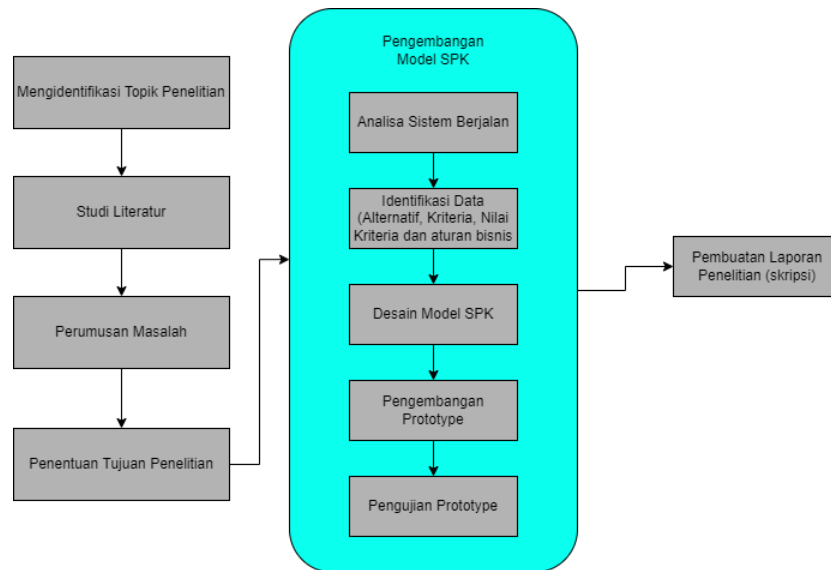 Mengidentifikasi Topik Penelitian
Studi Literatur
Perumusan Masalah
Penentuan Tujuan Penelitian
Pengembangan
Model SPK
Analisa Sistem Berjalan
Identifikasi Data
(Alternatif, Kriteria, Nilai
Kriteria dan aturan bisnis
Desain Model SPK
Pengembangan
Prototype
Pengujian Prototype
Pembuatan Laporan
Penelitian (skripsi)